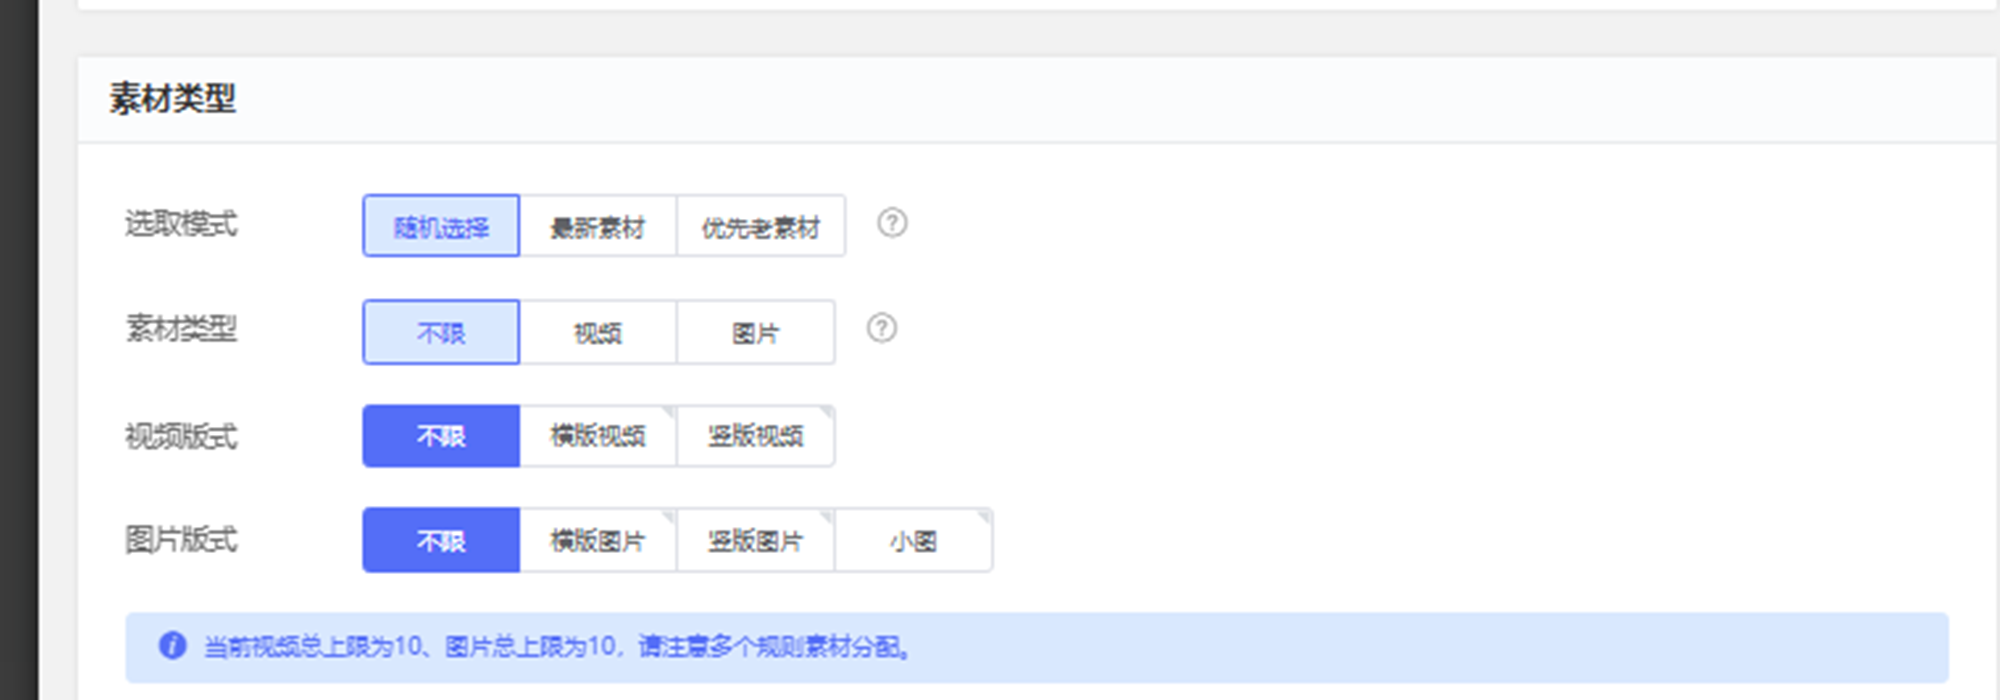 素材类型
选取模式 随机选择 最新素材 优先老素材 ?
素材类型 不限 视频 图片 ?
视频版式 不限 横版视频 竖版视频
图片版式 不限 横版图片 竖版图片 小图
当前视频总上限为10、图片总上限为10，请注意多个规则素材分配。